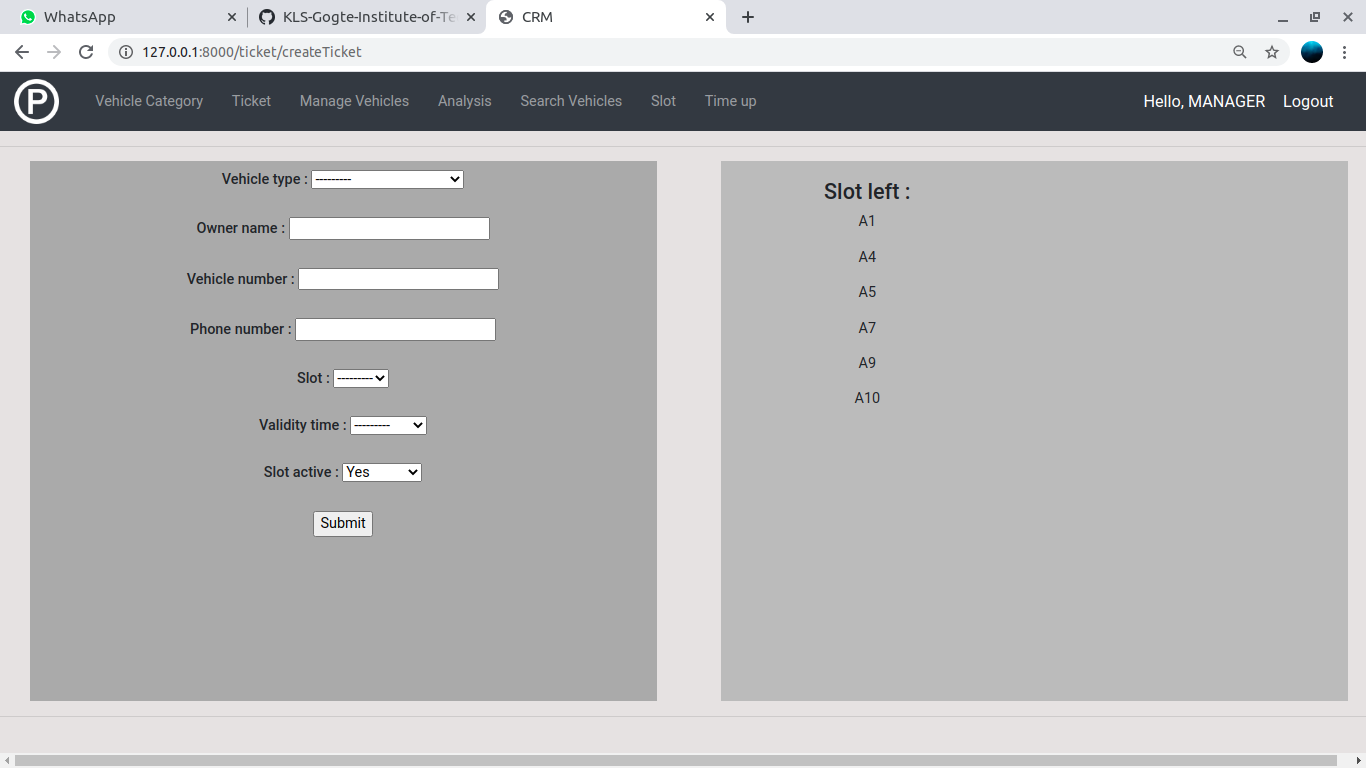 WhatsApp
KLS-Gogte-Institute-of-Te
CRM
127.0.0.1:8000/ticket/createTicket
P
Vehicle Category
Ticket
Manage Vehicles
Analysis
Search Vehicles
Slot
Time up
Hello, MANAGER
Logout
Vehicle type : ---------
Owner name :
Vehicle number :
Phone number :
Slot : ---------
Validity time : ---------
Slot active : Yes
Submit
Slot left :
A1
A4
A5
A7
A9
A10